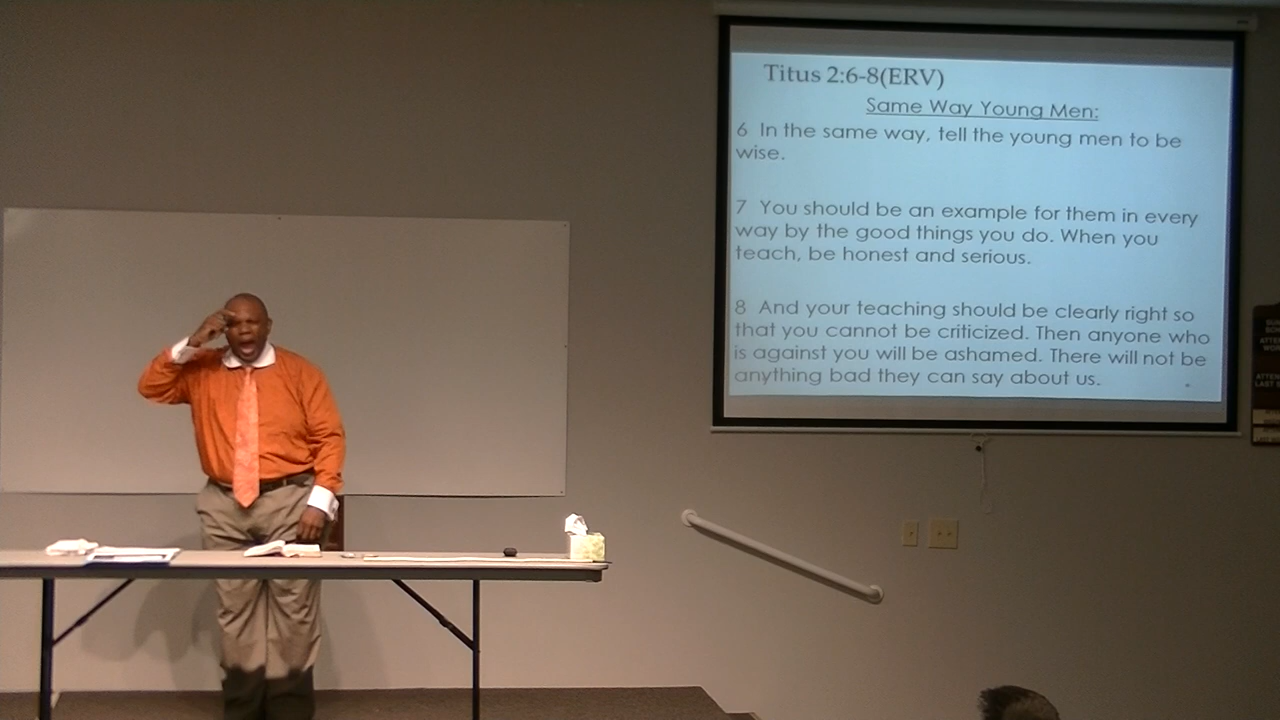 Titus 2:6-8(ERV)
Same Way Young Men:
6 In the same way, tell the young men to be
wise.
7 You should be an example for them in every
way by the good things you do. When you
teach, be honest and serious.
8 And your teaching should be clearly right so
that you cannot be criticized. Then anyone who
is against you will be ashamed. There will not be
anything bad they can say about us.